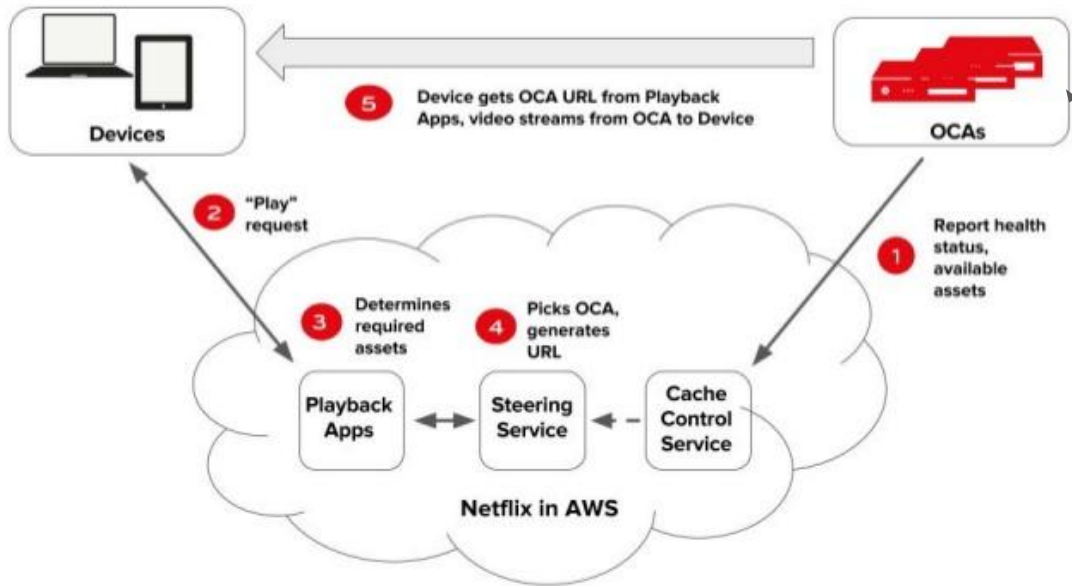 Devices
OCAs
5
Device gets OCA URL from Playback
Apps, video streams from OCA to Device
2
“Play”
request
1
Report health
status,
available
assets
3
Determines
required
assets
4
Picks OCA,
generates
URL
Playback
Apps
Steering
Service
Cache
Control
Service
Netflix in AWS